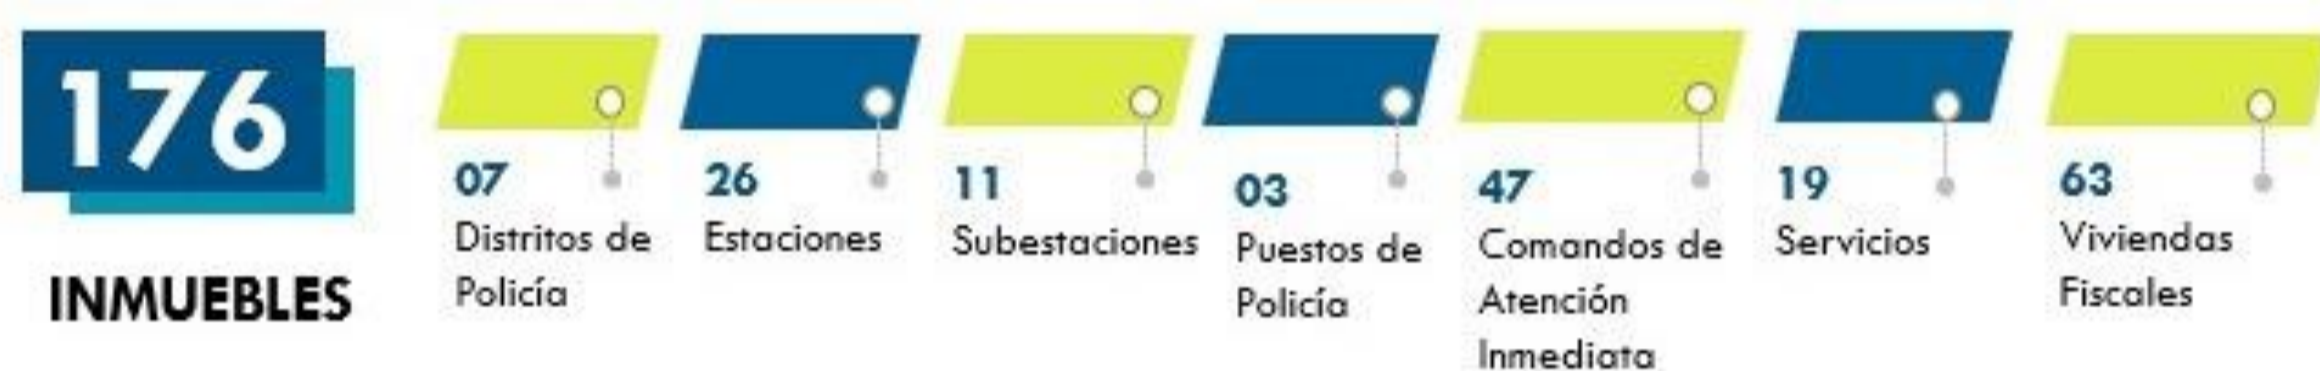 176
INMUEBLES
07
Distritos de
Policía
26
Estaciones
11
Subestaciones
03
Puestos de
Policía
47
Comandos de
Atención
Inmediata
19
Servicios
63
Viviendas
Fiscales